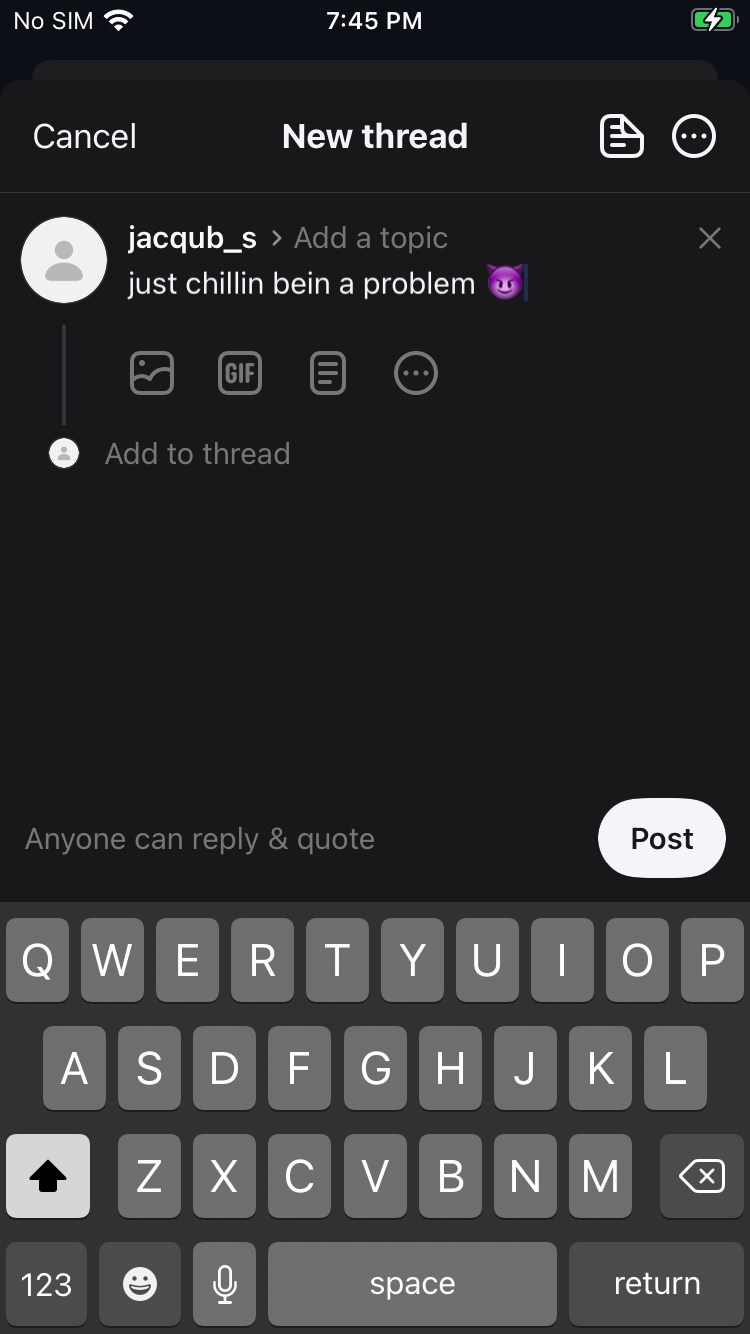 No SIM 7:45 PM
Cancel New thread
jacqub_s > Add a topic
just chillin bein a problem 😈
GIF
Add to thread
Anyone can reply & quote Post
Q W E R T Y U I O P
A S D F G H J K L
Z X C V B N M
123 space return